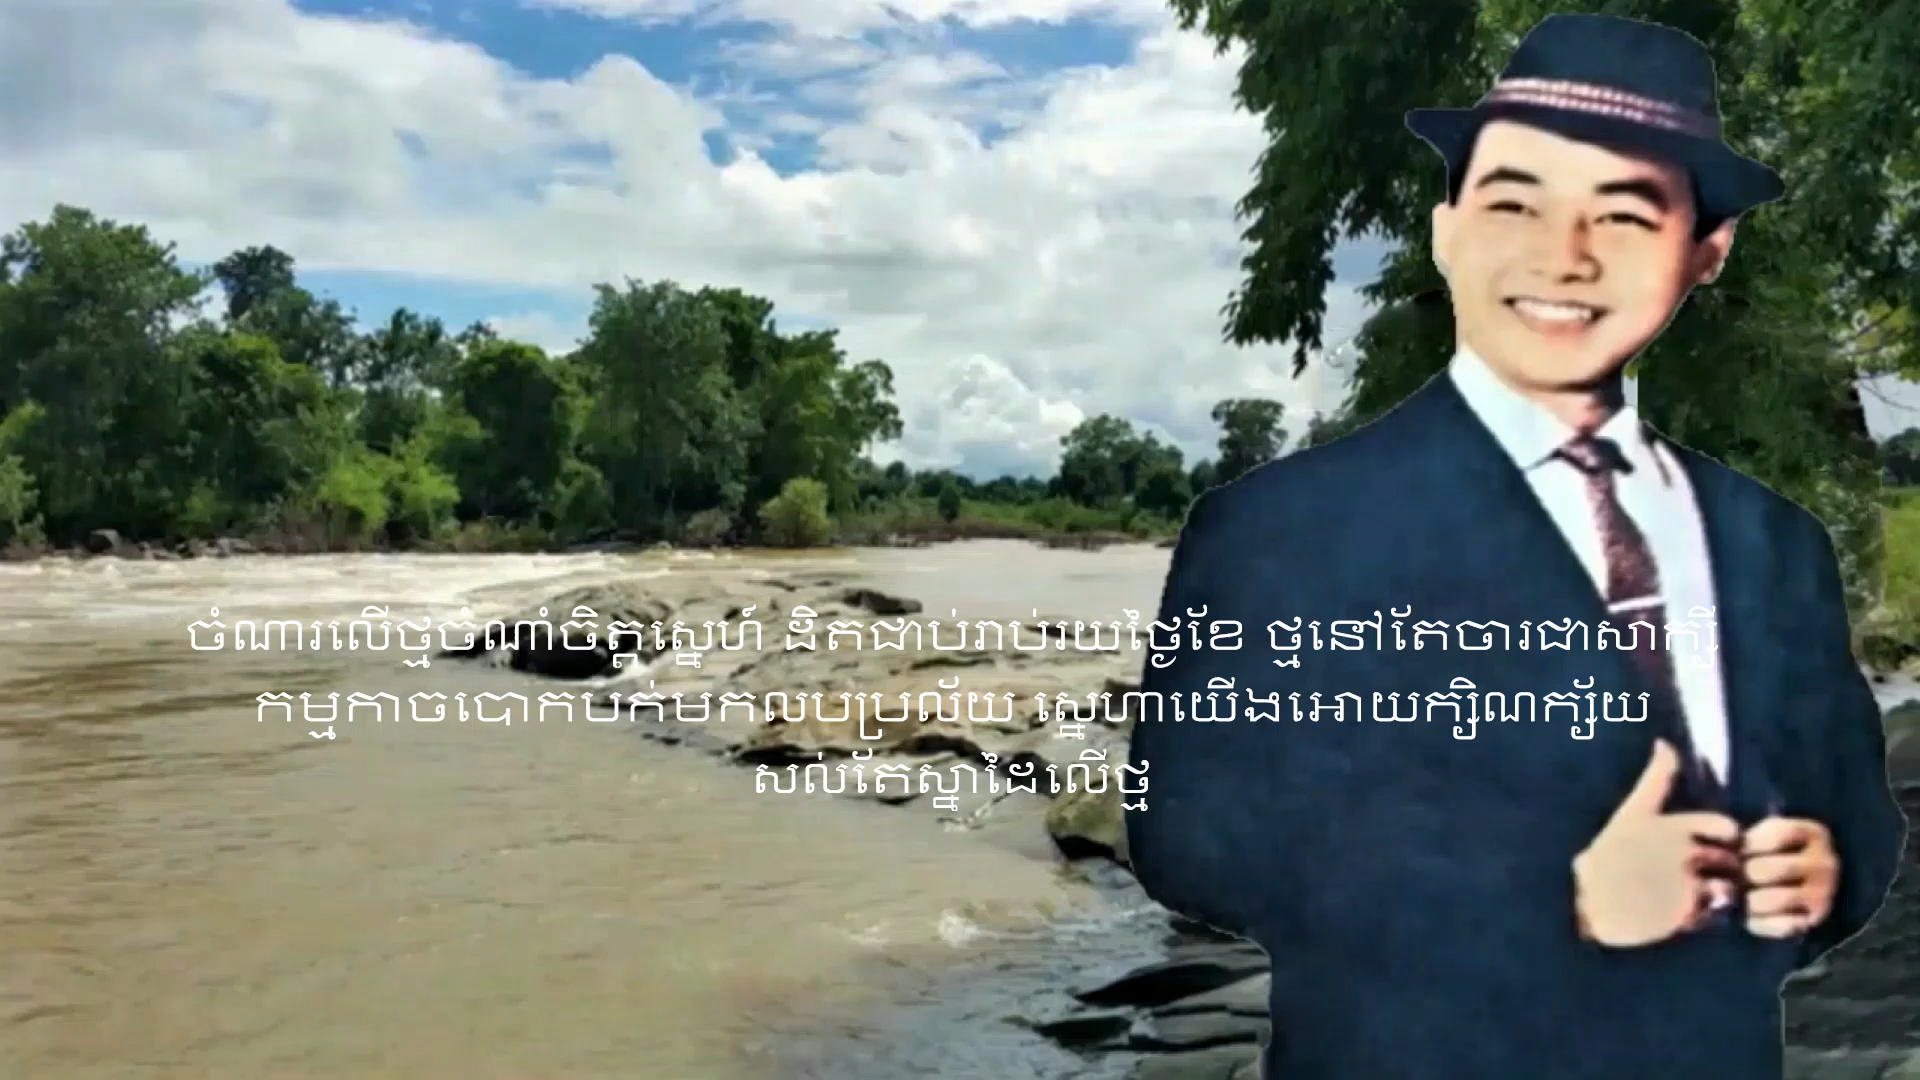 ចំណារលើថ្មចំណាំចិត្តស្នេហ៍ ឋិតជាប់រាប់រយថ្ងៃខែ ថ្មនៅតែចារជាសាក្សី
កម្មកាចបោកបក់មកលបប្រល័យ ស្នេហាយើងអោយក្សិណក្ស័យ
សល់តែស្នាដៃលើថ្ម